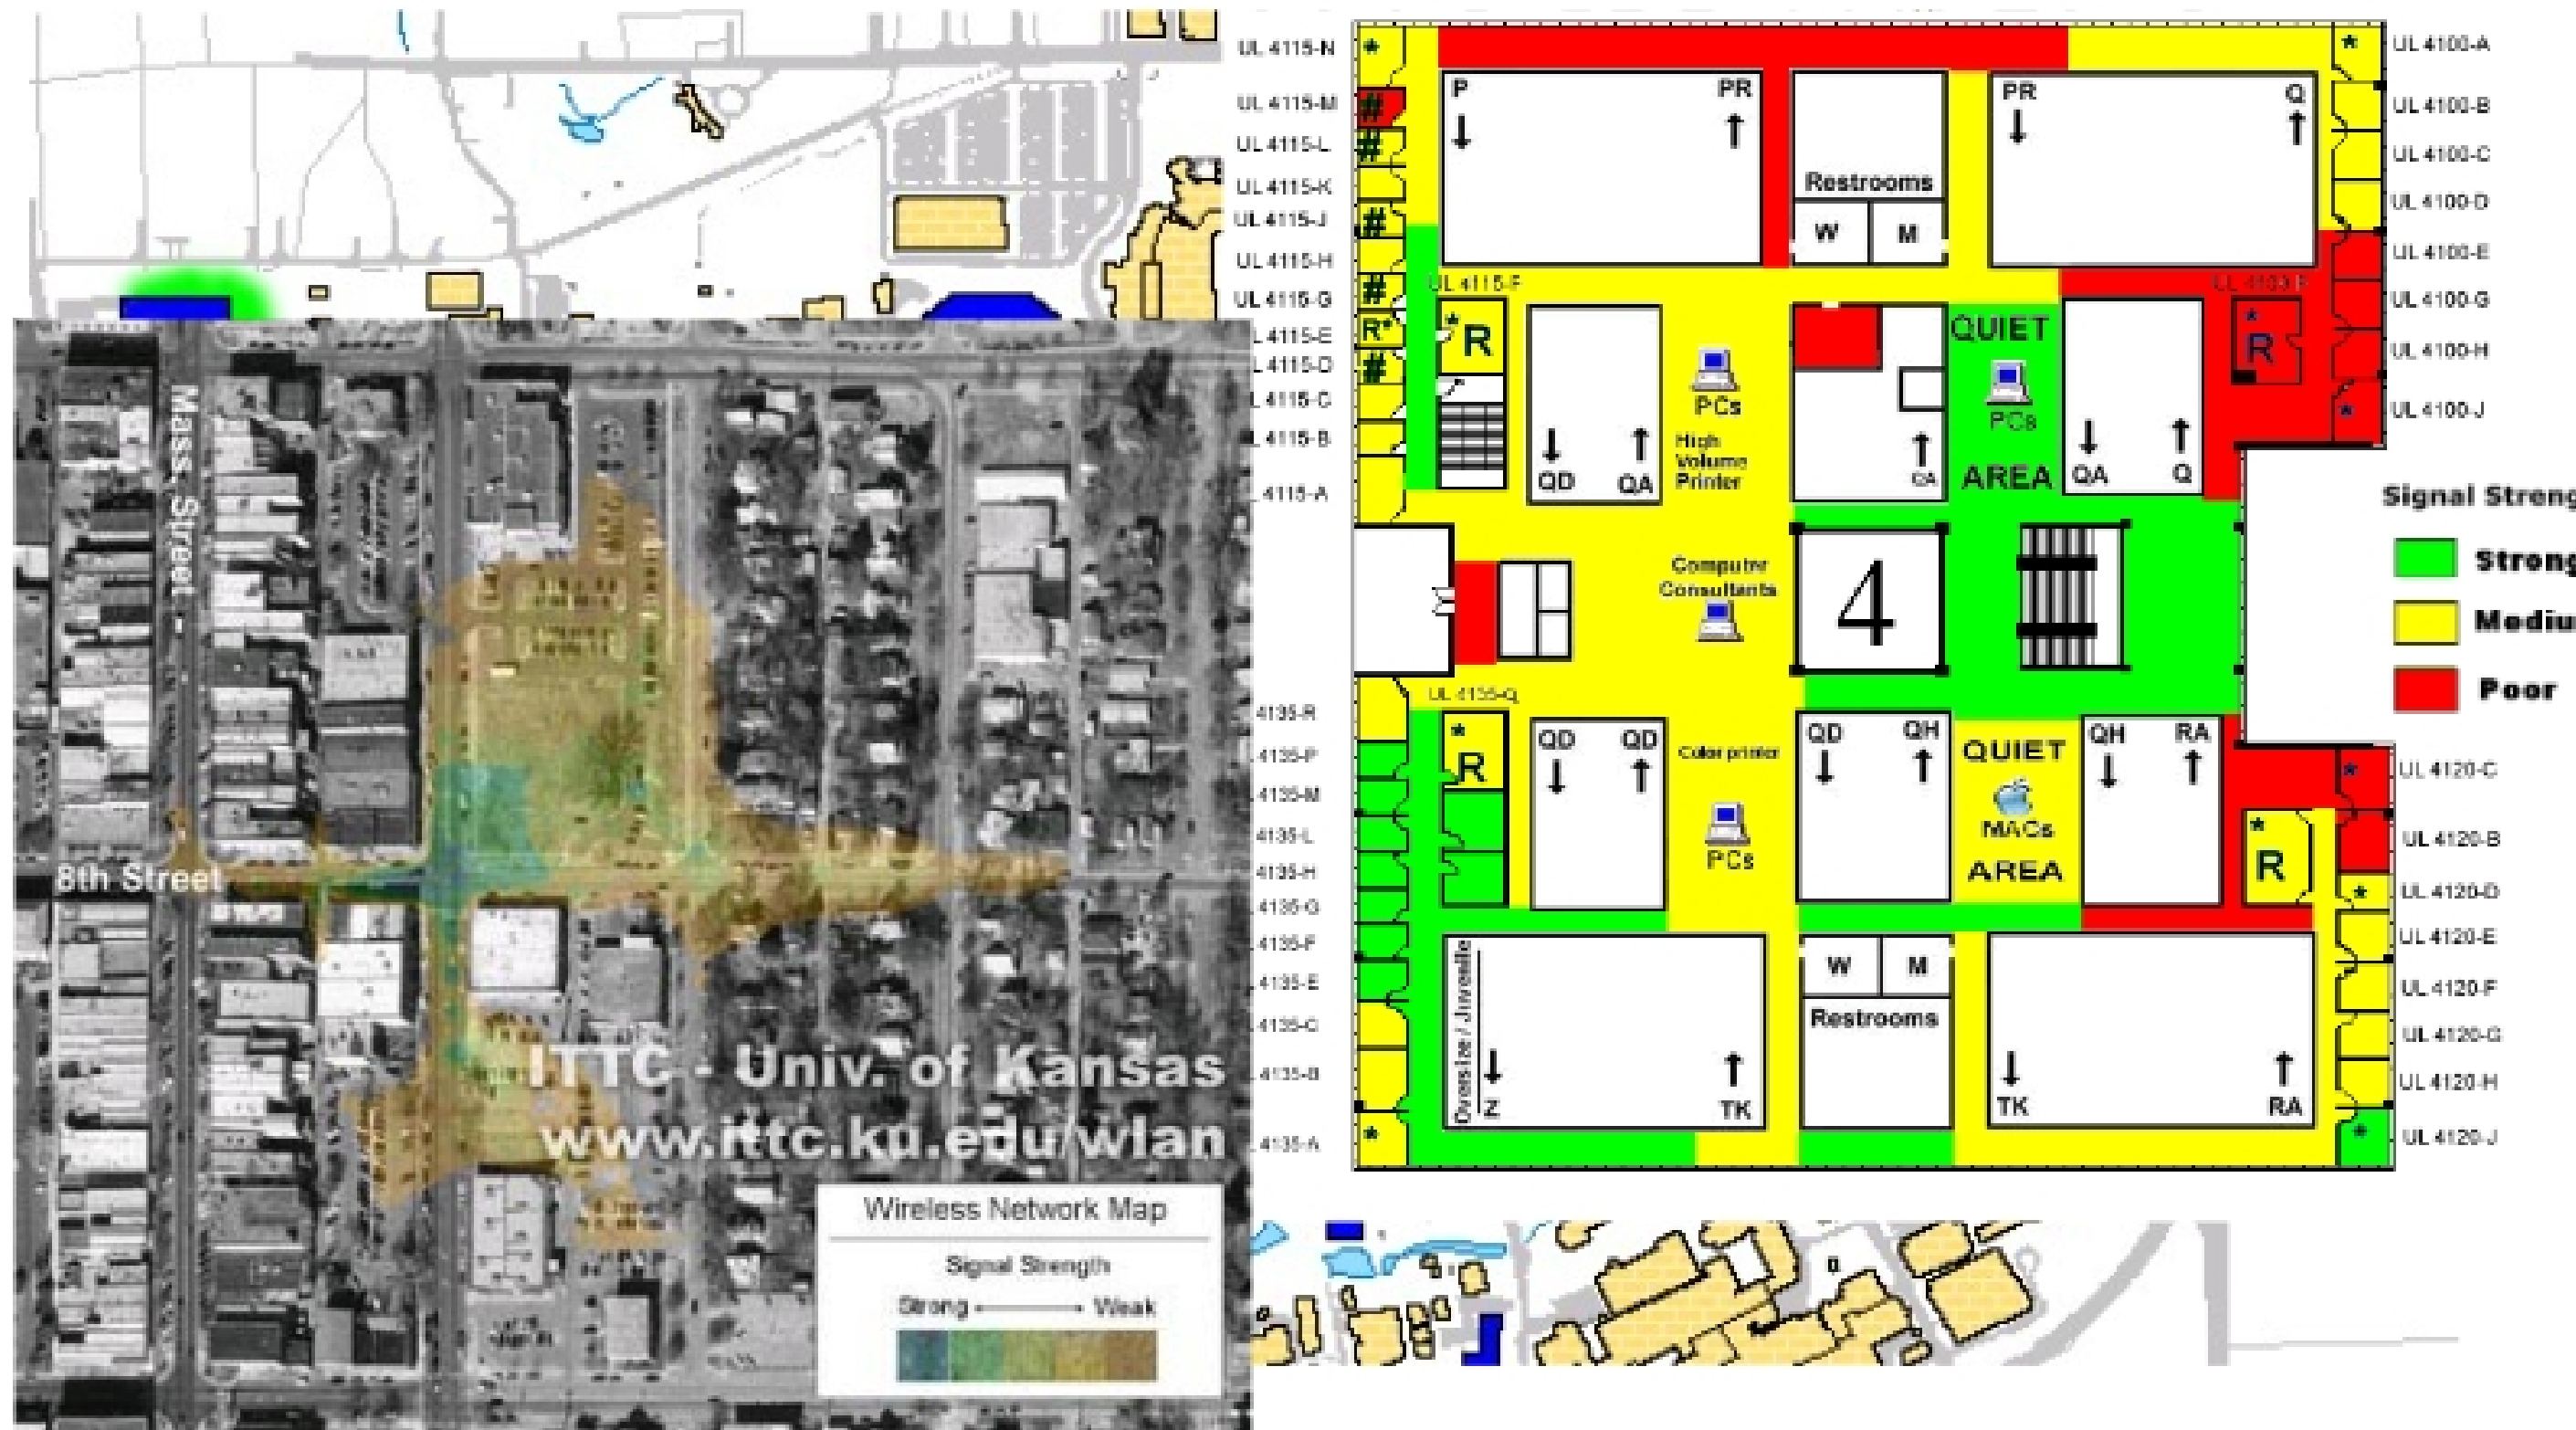 UL 4115-N
UL 4115-M
UL 4115-L
UL 4115-K
UL 4115-J
UL 4115-H
UL 4115-G
L 4115-E
L 4115-D
4115-C
4115-B
4115-A
4135-R
4135-P
4135-M
4135-L
4135-H
4135-G
4135-F
4135-E
4135-C
4135-B
4135-A
*
#
#
#
#
R*
#
P
PR
Restrooms
W
M
PR
Q
*
UL 4100-A
UL 4100-B
UL 4100-C
UL 4100-D
UL 4100-E
UL 4100-G
UL 4100-H
UL 4100-J
UL 4115-F
* R
QD
QA
PCs
High
Volume
Printer
QUIET
PCs
AREA
QA
Q
* R
*
Computer
Consultants
4
Signal Streng
Strong
Mediu
Poor
UL 4135-Q
* R
QD
QD
Color printer
PCs
QD
QH
QUIET
MACs
AREA
QH
RA
* R
*
*
UL 4120-C
UL 4120-B
UL 4120-D
UL 4120-E
UL 4120-F
UL 4120-G
UL 4120-H
UL 4120-J
Oversize / Juvenile
Z
TK
W
M
Restrooms
TK
RA
*
*
Mass Street
8th Street
ITTC - Univ. of Kansas
www.ittc.ku.edu/wlan
Wireless Network Map
Signal Strength
Strong
Weak